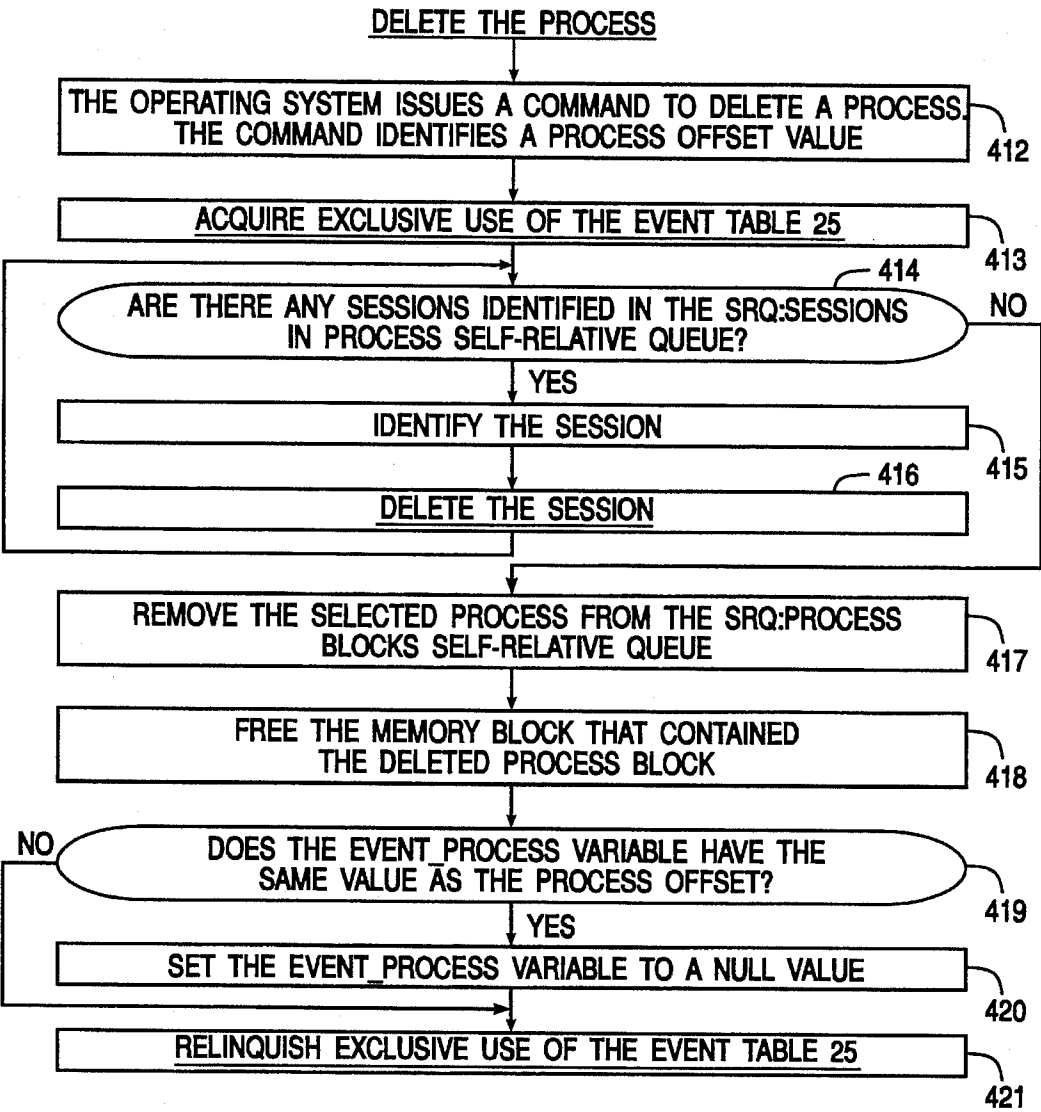 DELETE THE PROCESS
THE OPERATING SYSTEM ISSUES A COMMAND TO DELETE A PROCESS.
THE COMMAND IDENTIFIES A PROCESS OFFSET VALUE
412
ACQUIRE EXCLUSIVE USE OF THE EVENT TABLE 25
413
414
ARE THERE ANY SESSIONS IDENTIFIED IN THE SRQ:SESSIONS
IN PROCESS SELF-RELATIVE QUEUE?
NO
YES
IDENTIFY THE SESSION
415
416
DELETE THE SESSION
REMOVE THE SELECTED PROCESS FROM THE SRQ:PROCESS
BLOCKS SELF-RELATIVE QUEUE
417
FREE THE MEMORY BLOCK THAT CONTAINED
THE DELETED PROCESS BLOCK
418
NO
DOES THE EVENT_PROCESS VARIABLE HAVE THE
SAME VALUE AS THE PROCESS OFFSET?
419
YES
SET THE EVENT_PROCESS VARIABLE TO A NULL VALUE
420
RELINQUISH EXCLUSIVE USE OF THE EVENT TABLE 25
421